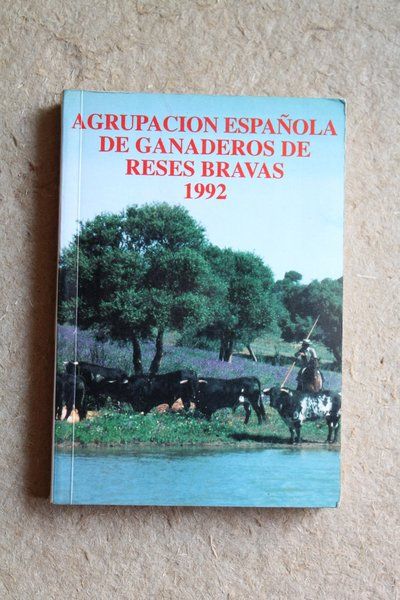 AGRUPACION ESPAÑOLA
DE GANADEROS DE
RESES BRAVAS
1992